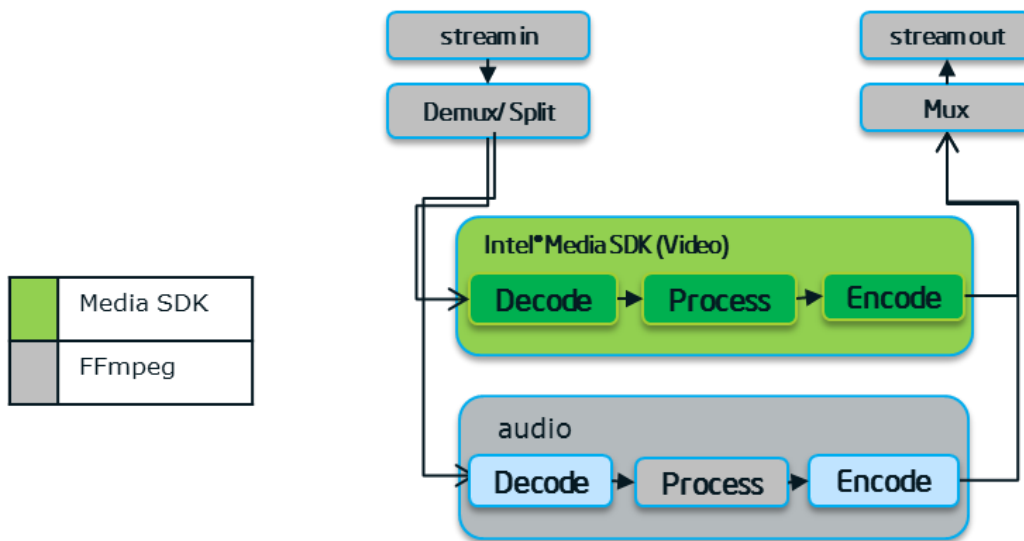 stream in
stream out
Demux/ Split
Mux
Intel® Media SDK (Video)
Decode
Process
Encode
Media SDK
FFmpeg
audio
Decode
Process
Encode